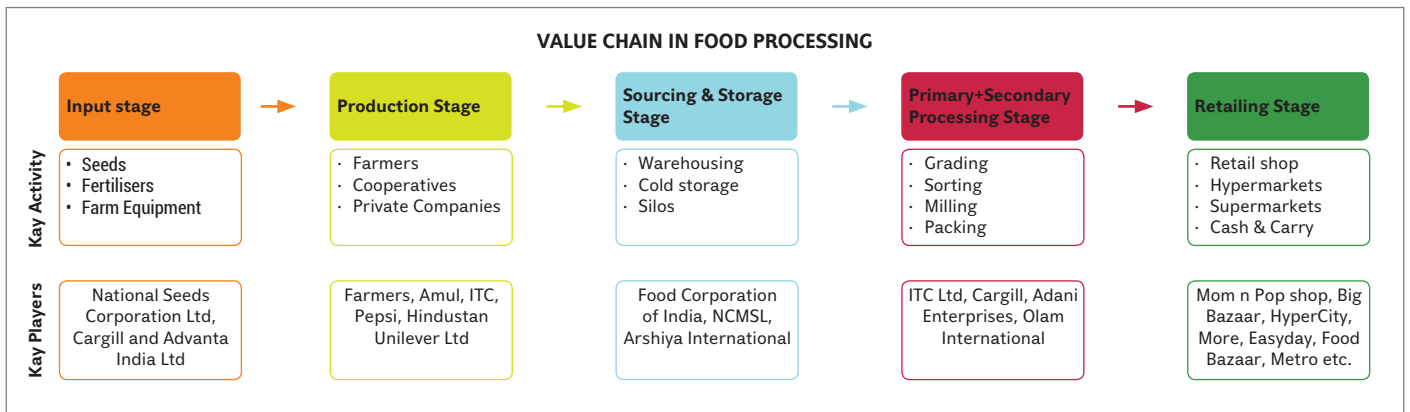 VALUE CHAIN IN FOOD PROCESSING
Input stage
Production Stage
Sourcing & Storage
Stage
Primary+Secondary
Processing Stage
Retailing Stage
Kay Activity
• Seeds
• Fertilisers
• Farm Equipment
· Farmers
· Cooperatives
· Private Companies
· Warehousing
· Cold storage
· Silos
· Grading
· Sorting
· Milling
· Packing
· Retail shop
· Hypermarkets
· Supermarkets
· Cash & Carry
Kay Players
National Seeds
Corporation Ltd,
Cargill and Advanta
India Ltd
Farmers, Amul, ITC,
Pepsi, Hindustan
Unilever Ltd
Food Corporation
of India, NCMSL,
Arshiya International
ITC Ltd, Cargill, Adani
Enterprises, Olam
International
Mom n Pop shop, Big
Bazaar, HyperCity,
More, Easyday, Food
Bazaar, Metro etc.